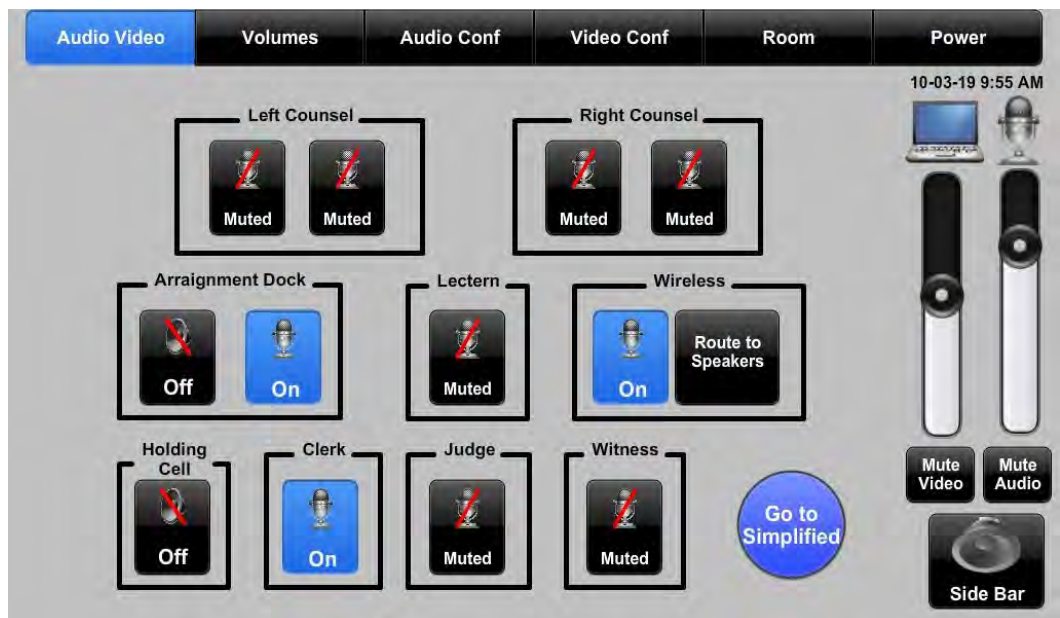 Audio Video
Volumes
Audio Conf
Video Conf
Room
Power
10-03-19 9:55 AM
Left Counsel
Right Counsel
Muted
Muted
Muted
Muted
Arraignment Dock
Lectern
Wireless
Off
On
Muted
On
Route to
Speakers
Holding
Cell
Clerk
Judge
Witness
Off
On
Muted
Muted
Go to
Simplified
Mute
Video
Mute
Audio
Side Bar